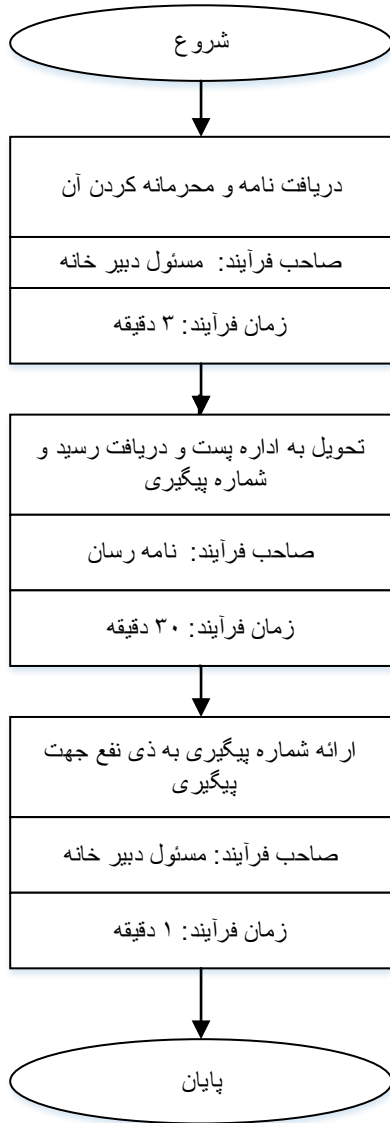 شروع
دریافت نامه و محرمانه کردن آن
صاحب فرآیند: مسئول دبیر خانه
زمان فرآیند: ۳ دقیقه
تحویل به اداره پست و دریافت رسید و
شماره پیگیری
صاحب فرآیند: نامه رسان
زمان فرآیند: ۳۰ دقیقه
ارائه شماره پیگیری به ذی نفع جهت
پیگیری
صاحب فرآیند: مسئول دبیر خانه
زمان فرآیند: ۱ دقیقه
پایان